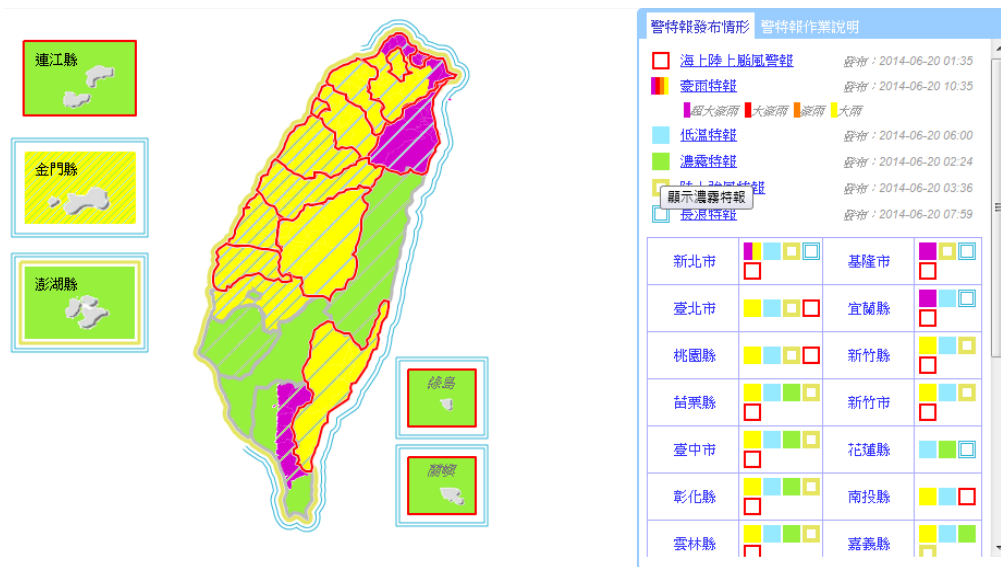 連江縣
金門縣
澎湖縣
綠島
蘭嶼
警特報發布情形 警特報作業說明
海上陸上颱風警報 發布：2014-06-20 01:35
豪雨特報 發布：2014-06-20 10:35
超大豪雨 大豪雨 豪雨 大雨
低溫特報 發布：2014-06-20 06:00
濃霧特報 發布：2014-06-20 02:24
陸上強風特報 發布：2014-06-20 03:36
顯示濃霧特報
長浪特報 發布：2014-06-20 07:59
新北市 基隆市
臺北市 宜蘭縣
桃園縣 新竹縣
苗栗縣 新竹市
臺中市 花蓮縣
彰化縣 南投縣
雲林縣 嘉義縣